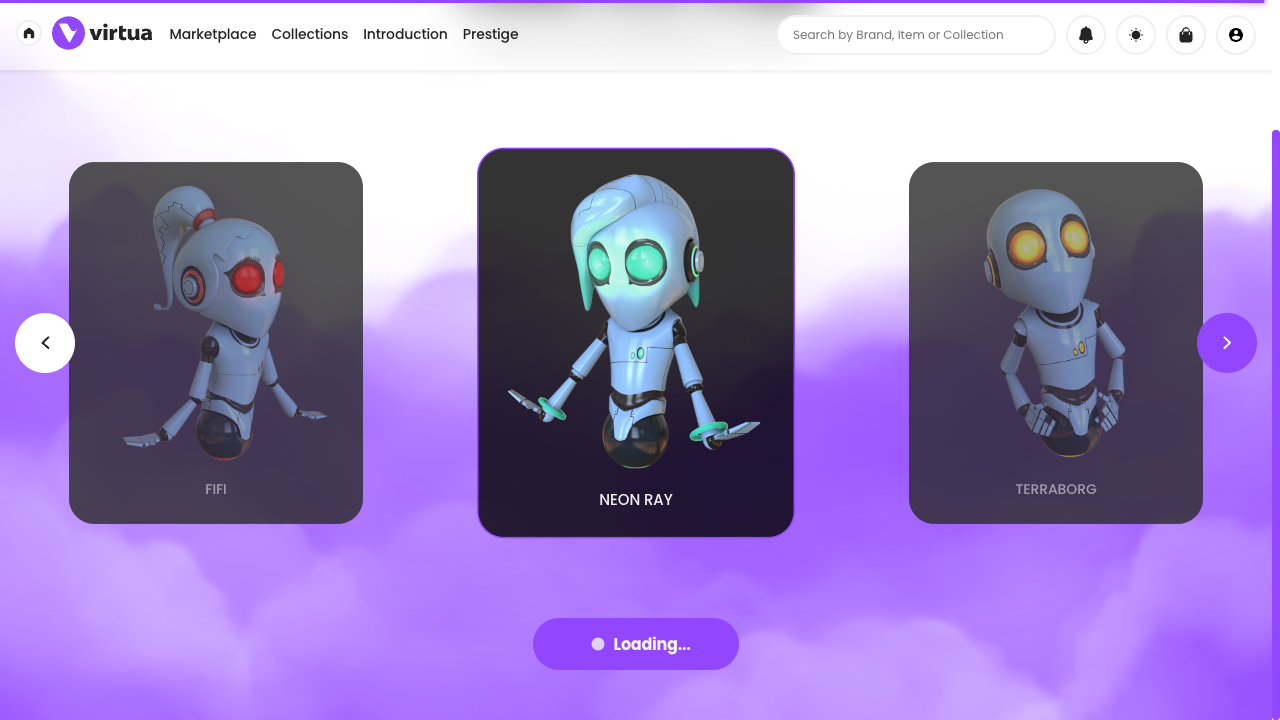 virtua
Marketplace
Collections
Introduction
Prestige
Search by Brand, Item or Collection
FIFI
NEON RAY
TERRABORG
Loading...